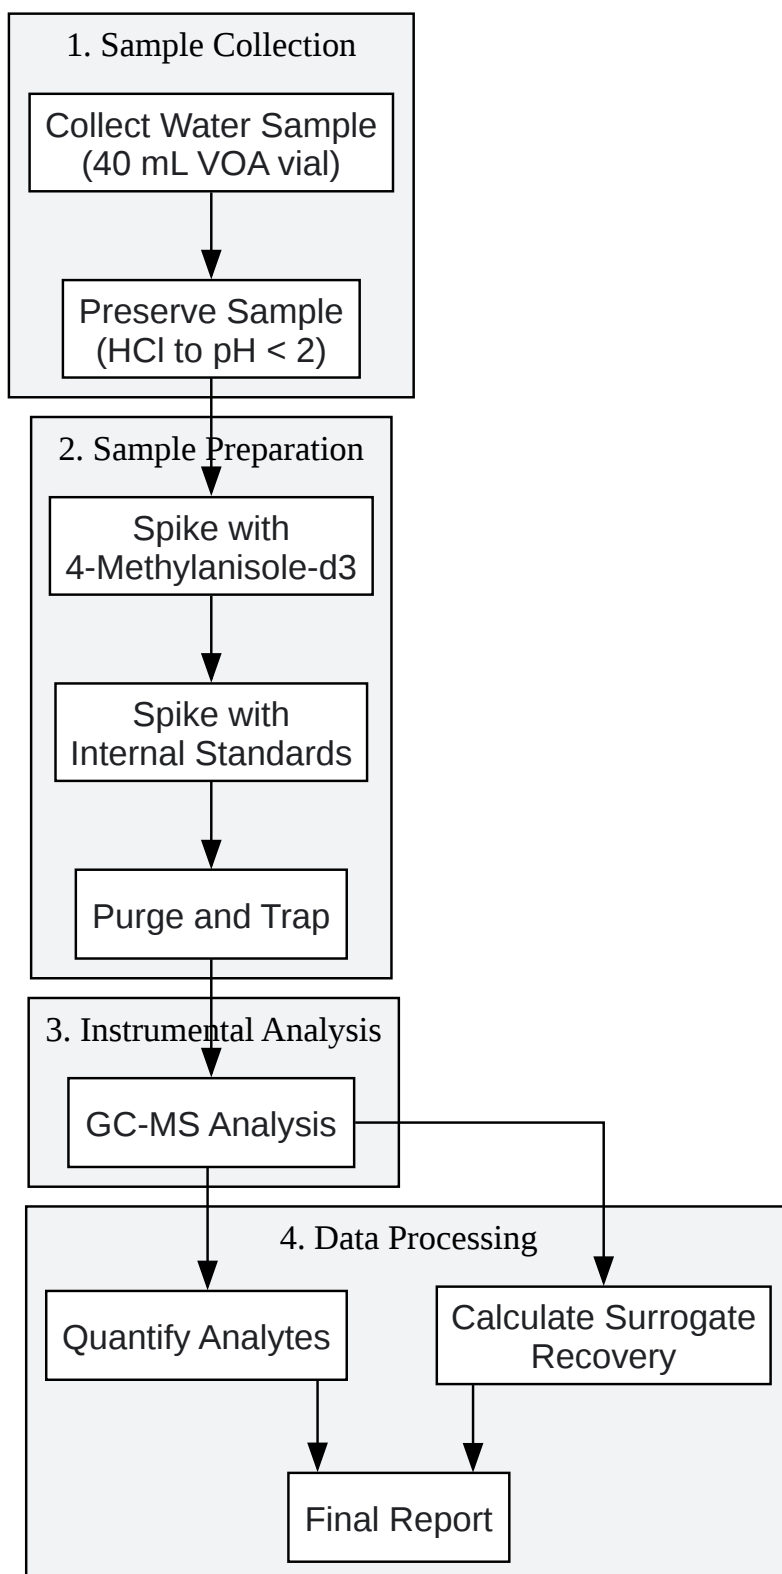 1. Sample Collection
Collect Water Sample
(40 mL VOA vial)
Preserve Sample
(HCl to pH < 2)
2. Sample Preparation
Spike with
4-Methylanisole-d3
Spike with
Internal Standards
Purge and Trap
3. Instrumental Analysis
GC-MS Analysis
4. Data Processing
Quantify Analytes
Calculate Surrogate
Recovery
Final Report